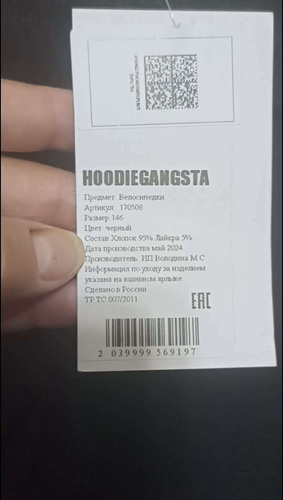 HOODIEGANGSTA
Предмет: Велосипедки
Артикул: 170508
Размер 146
Цвет: черный
Состав Хлопок 95% Лайкра 5%
Дата производства май 2024
Производитель: ИП Володина М.С
Информация по уходу за изделием
указана на вшивном ярлыке
Сделано в России
ТР ТС 007/2011
EAC
2 039999 569197